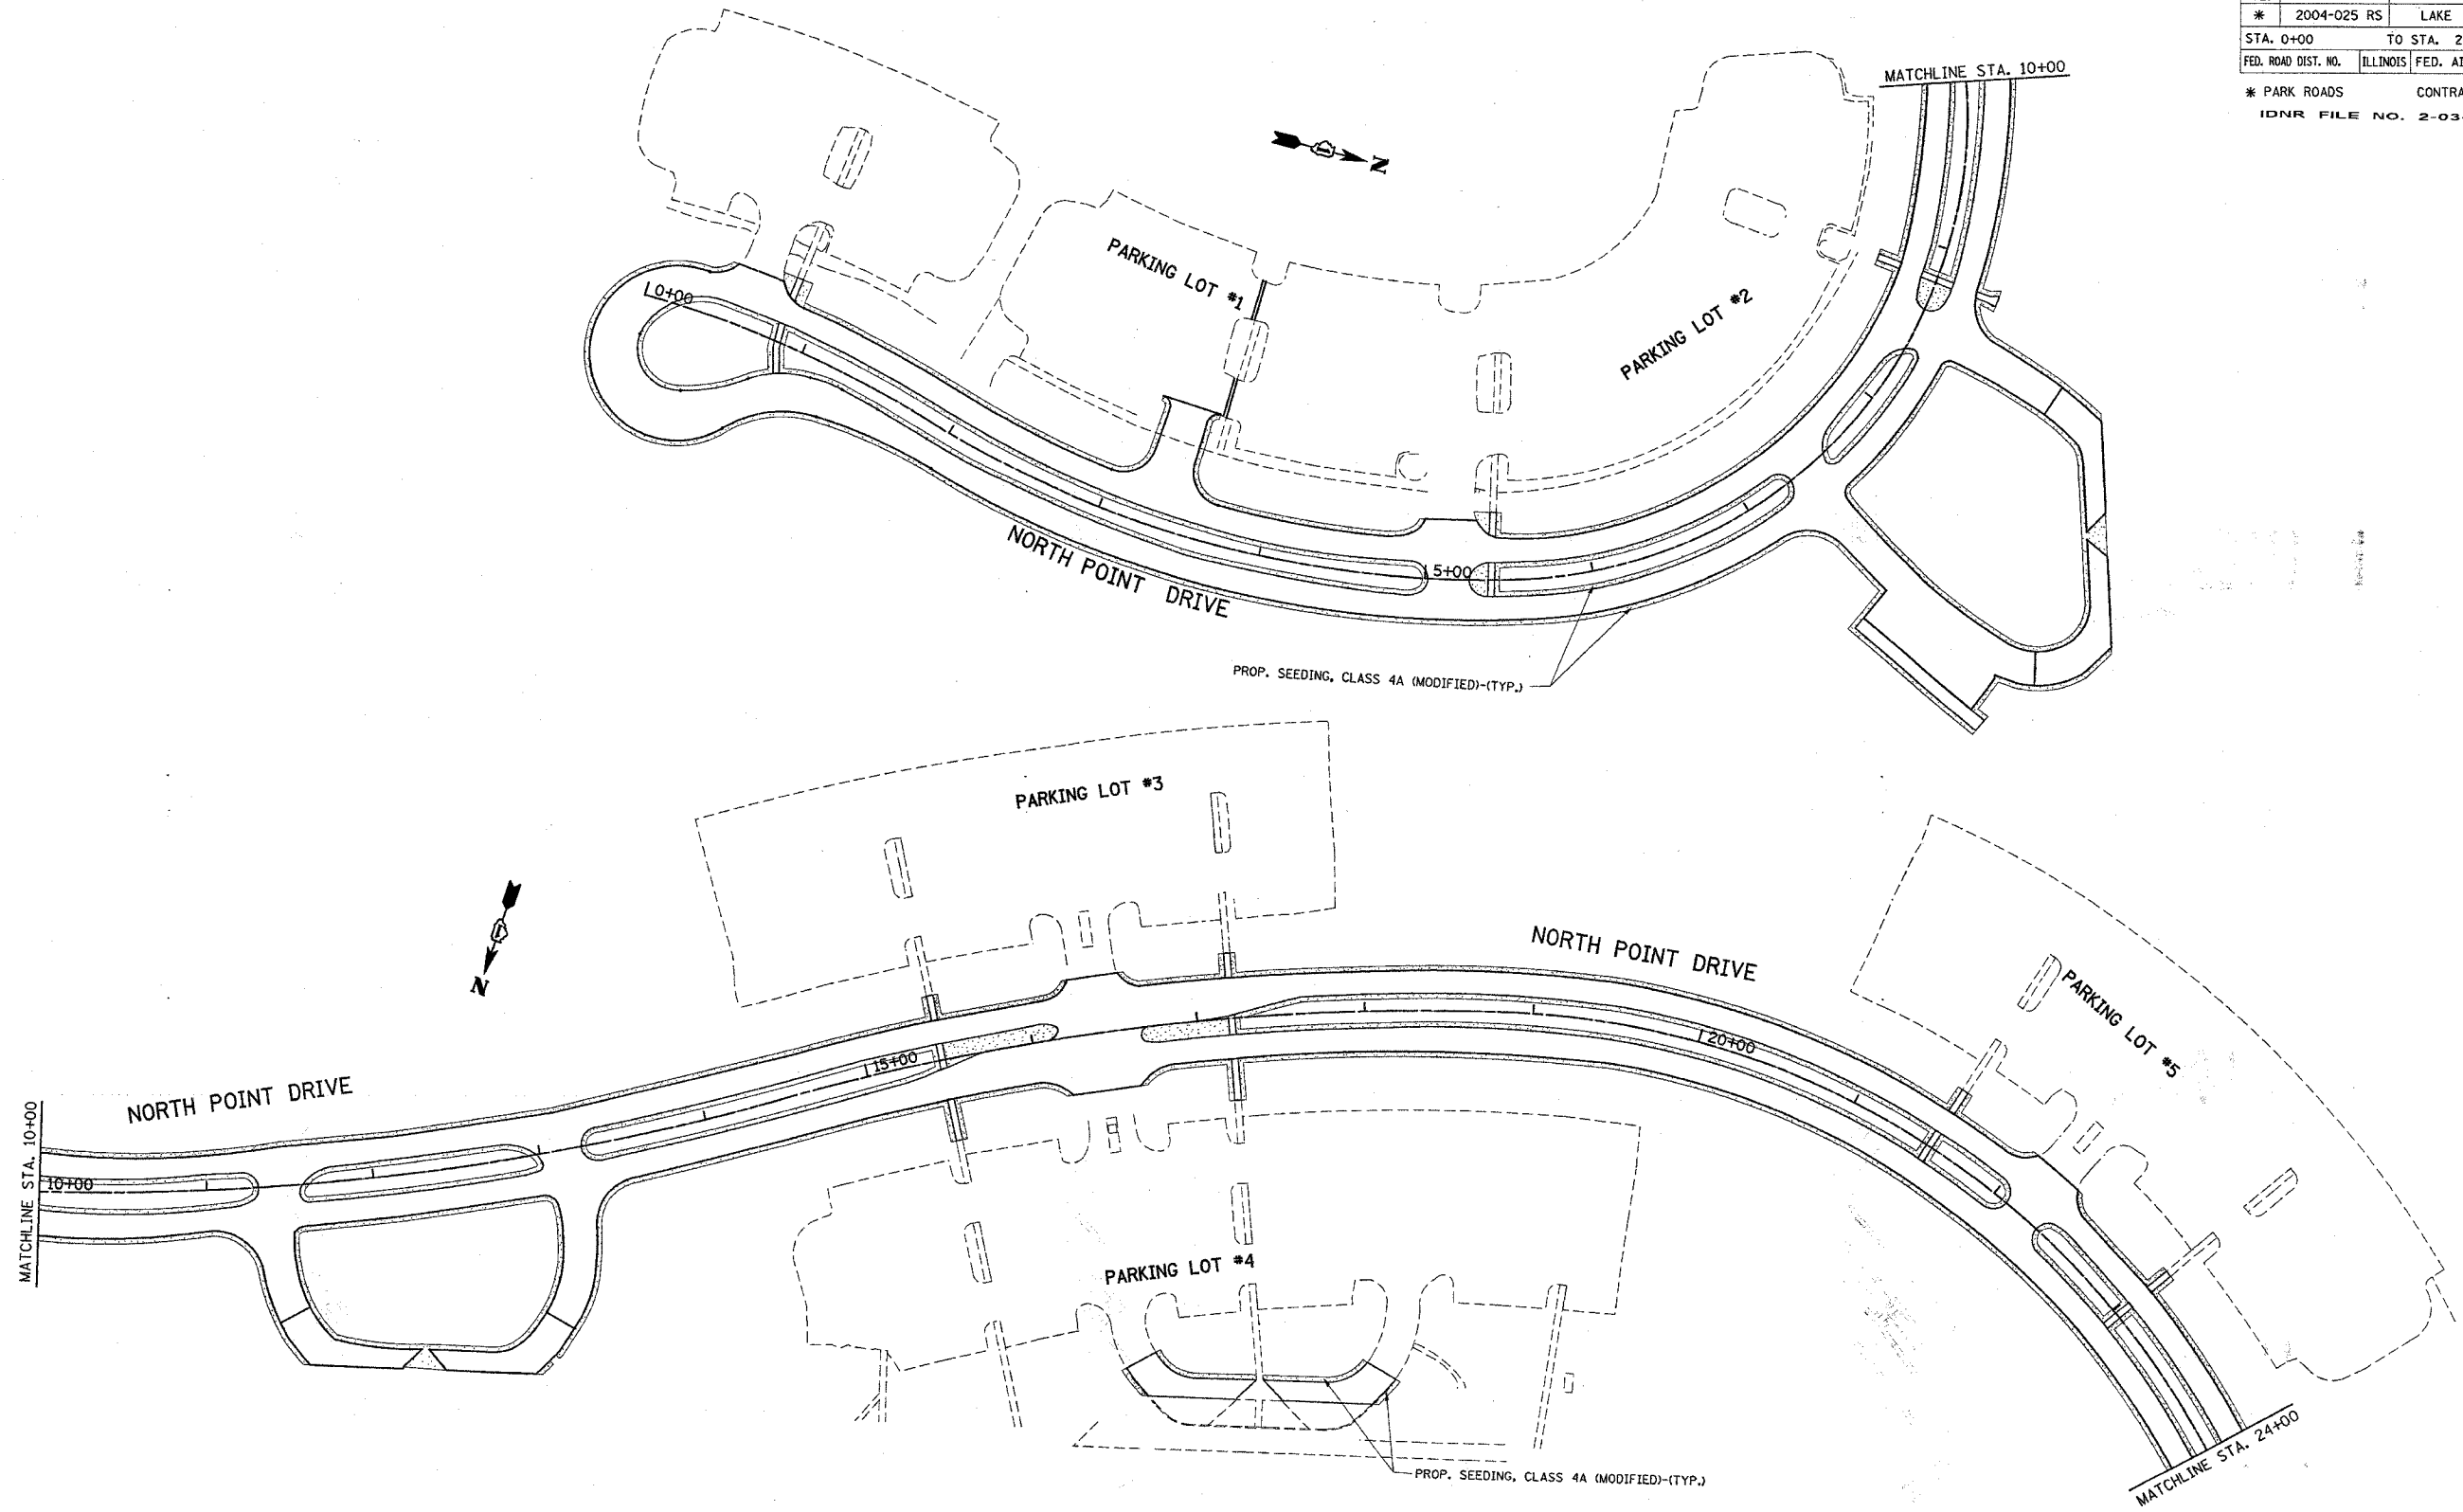 * 2004-025 RS LAKE
STA. 0+00 TO STA. 2
FED. ROAD DIST. NO. ILLINOIS FED. AI
* PARK ROADS CONTRA
IDNR FILE NO. 2-03
MATCHLINE STA. 10+00
N
0+00
PARKING LOT #1
PARKING LOT #2
5+00
NORTH POINT DRIVE
PROP. SEEDING, CLASS 4A (MODIFIED)-(TYP.)
PARKING LOT #3
N
NORTH POINT DRIVE
PARKING LOT #5
NORTH POINT DRIVE
15+00
20+00
MATCHLINE STA. 10+00
10+00
PARKING LOT #4
MATCHLINE STA. 24+00
PROP. SEEDING, CLASS 4A (MODIFIED)-(TYP.)